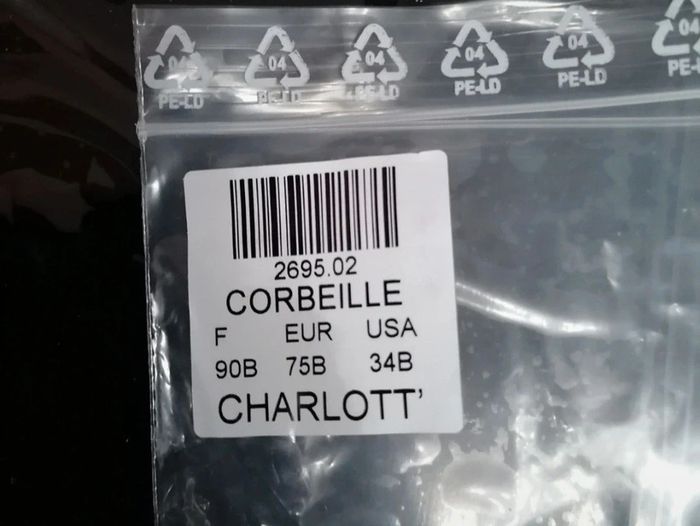 04 04 04 04 04 04
PE-LD PE-LD PE-LD PE-LD PE-LD
2695.02
CORBEILLE
F EUR USA
90B 75B 34B
CHARLOTT'